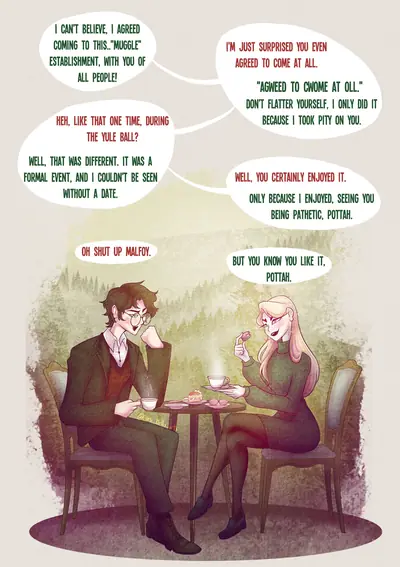 I CAN'T BELIEVE, I AGREED
COMING TO THIS.."MUGGLE"
ESTABLISHMENT, WITH YOU OF
ALL PEOPLE!
I'M JUST SURPRISED YOU EVEN
AGREED TO COME AT ALL.
"AGWEED TO CWOME AT OLL."
DON'T FLATTER YOURSELF, I ONLY DID IT
BECAUSE I TOOK PITY ON YOU.
HEH, LIKE THAT ONE TIME, DURING
THE YULE BALL?
WELL, THAT WAS DIFFERENT. IT WAS A
FORMAL EVENT, AND I COULDN'T BE SEEN
WITHOUT A DATE.
WELL, YOU CERTAINLY ENJOYED IT.
ONLY BECAUSE I ENJOYED, SEEING YOU
BEING PATHETIC, POTTAH.
OH SHUT UP MALFOY.
BUT YOU KNOW YOU LIKE IT,
POTTAH.